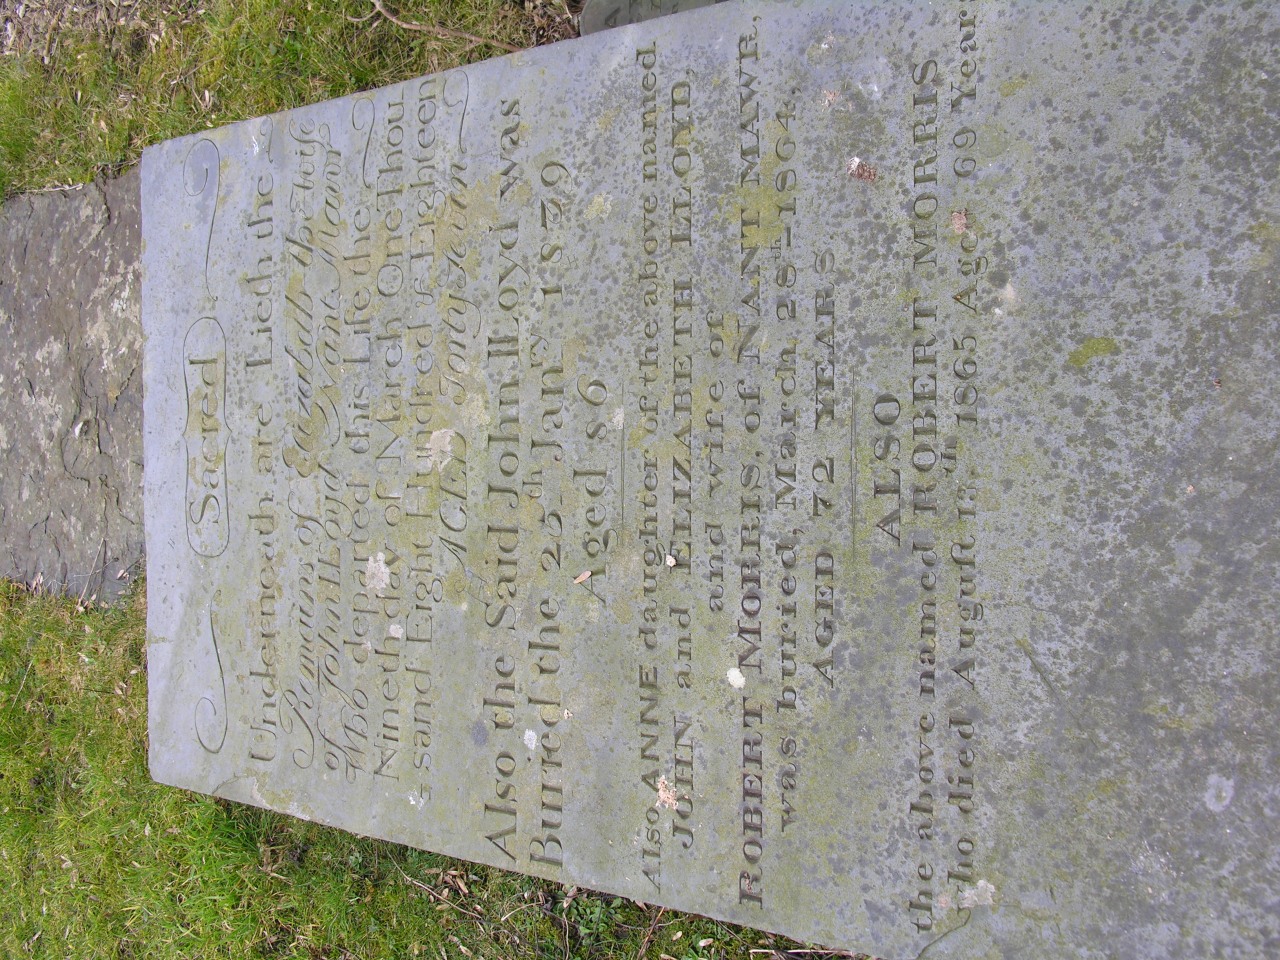 Sacred
Underneath are Lieth the
Remains of Elizabeth the wife
of John Lloyd Nant Mawr
Who departed this Life the
Nineth day of March One Thou
sand Eight Hundred & Eighteen
AGED Forty seven
Also the Said John Lloyd was
Buried the 25th Jany 1839
Aged 86
ALSO ANNE daughter of the above named
JOHN and ELIZABETH LLOYD,
and wife of
ROBERT MORRIS, of NANT MAWR,
was buried, March 28th 1864,
AGED 72 YEARS
ALSO
the above named ROBERT MORRIS
who died August 13th 1865 Age 69 Years